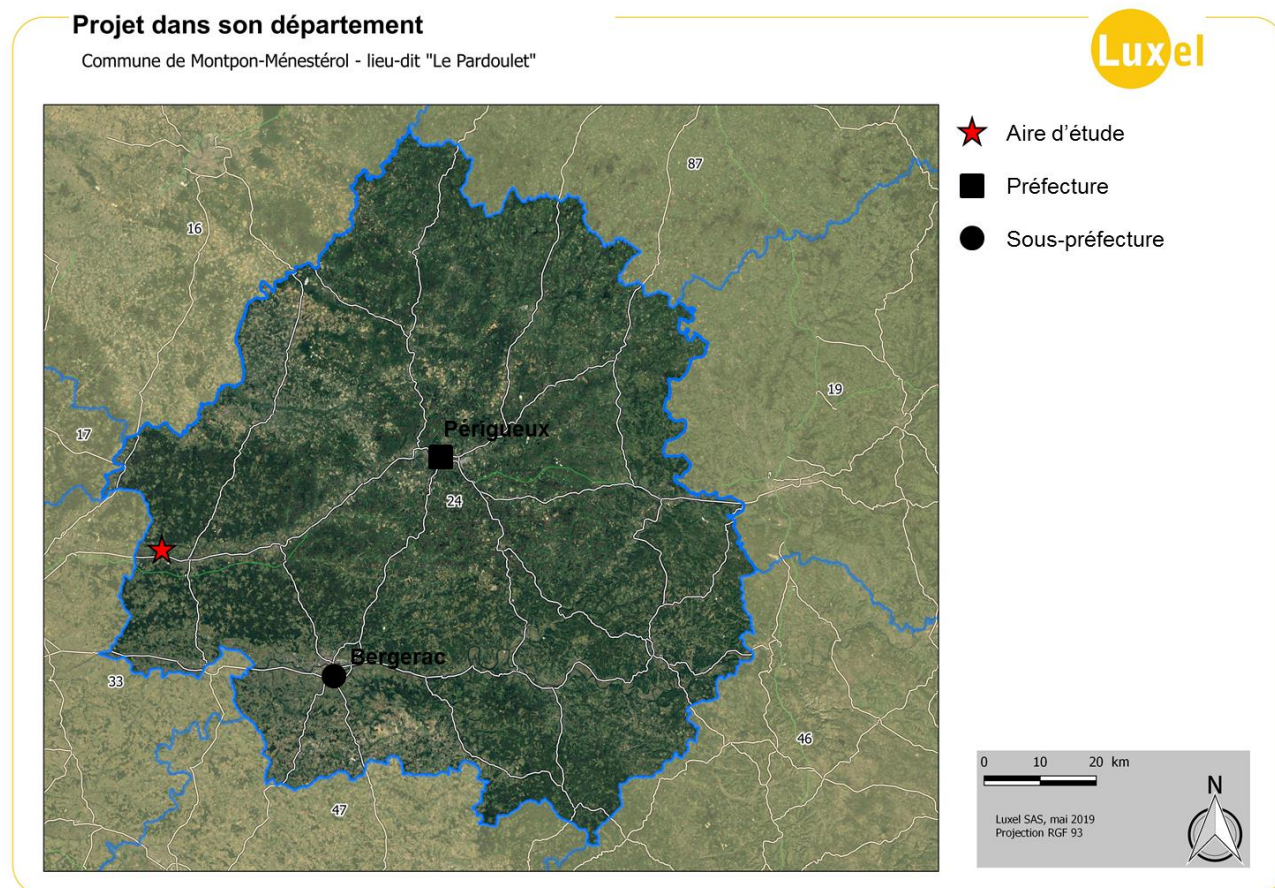 Projet dans son département
Commune de Montpon-Ménestérol - lieu-dit "Le Pardoulet"
Luxel
Aire d'étude
Préfecture
Sous-préfecture
87
16
19
17
Périgueux
24
Bergerac
33
46
47
0 10 20 km
N
Luxel SAS, mai 2019
Projection RGF 93